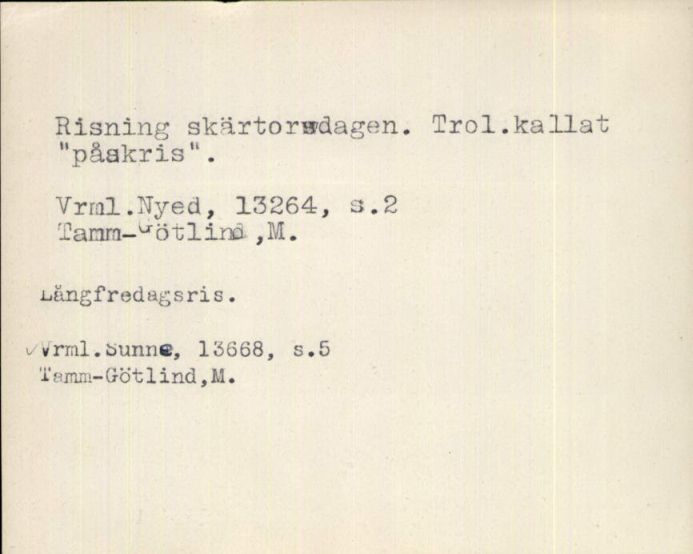 Risning skärtorsdagen. Trol.kallat
"påskris".
Vrml.Nyed, 13264, s.2
Tamm-Götlind ,M.
Långfredagsris.
✓Vrml.Sunne, 13668, s.5
Tamm-Götlind,M.